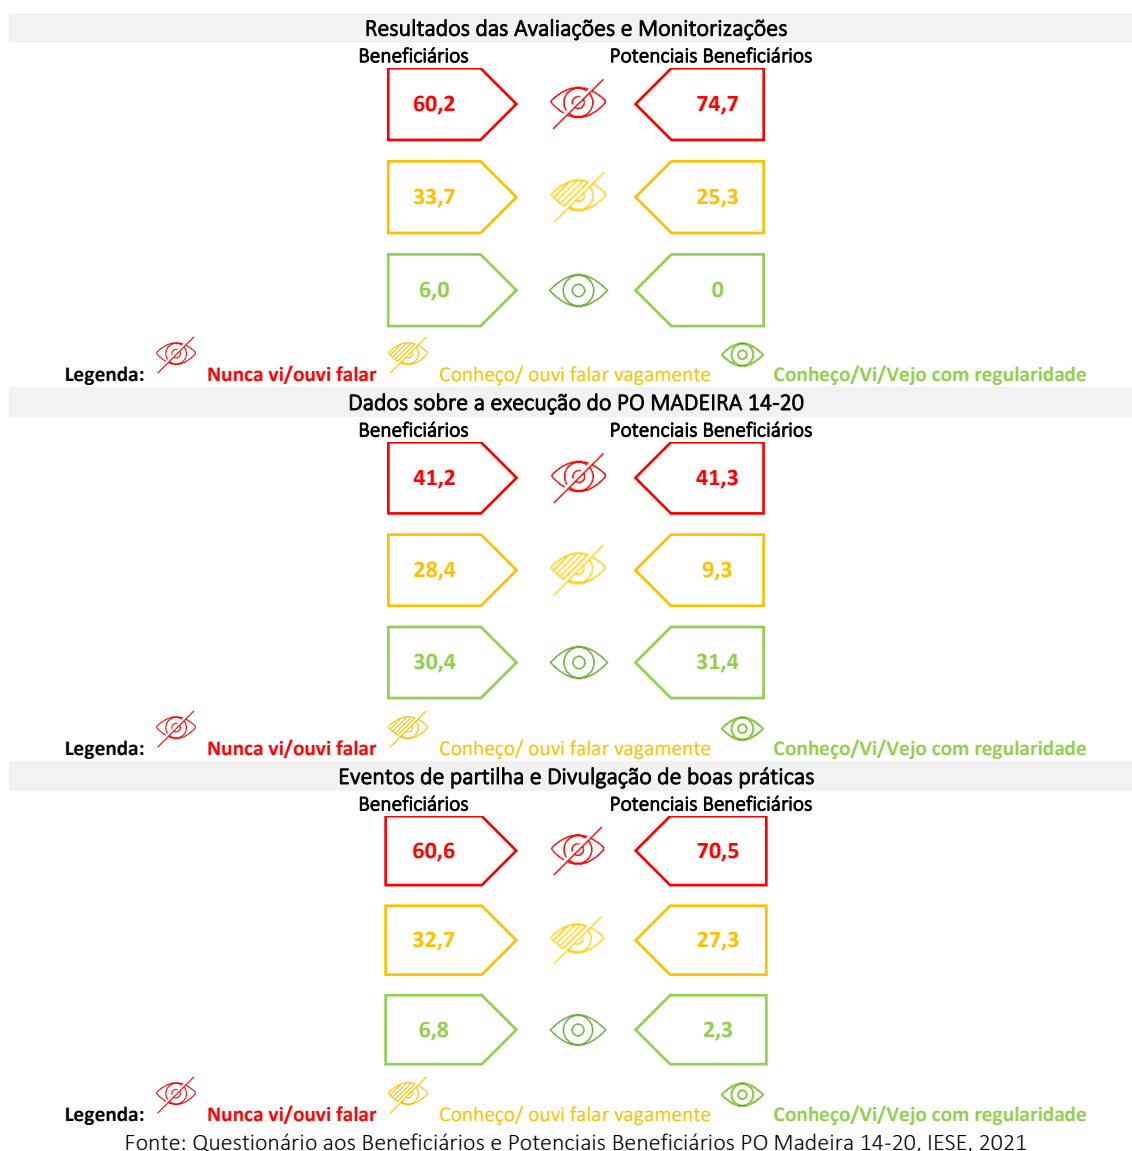 Resultados das Avaliações e Monitorizações
Beneficiários Potenciais Beneficiários
60,2 74,7
33,7 25,3
6,0 0
Legenda: Nunca vi/ouvi falar Conheço/ ouvi falar vagamente Conheço/Vi/Vejo com regularidade
Dados sobre a execução do PO MADEIRA 14-20
Beneficiários Potenciais Beneficiários
41,2 41,3
28,4 9,3
30,4 31,4
Legenda: Nunca vi/ouvi falar Conheço/ ouvi falar vagamente Conheço/Vi/Vejo com regularidade
Eventos de partilha e Divulgação de boas práticas
Beneficiários Potenciais Beneficiários
60,6 70,5
32,7 27,3
6,8 2,3
Legenda: Nunca vi/ouvi falar Conheço/ ouvi falar vagamente Conheço/Vi/Vejo com regularidade
Fonte: Questionário aos Beneficiários e Potenciais Beneficiários PO Madeira 14-20, IESE, 2021